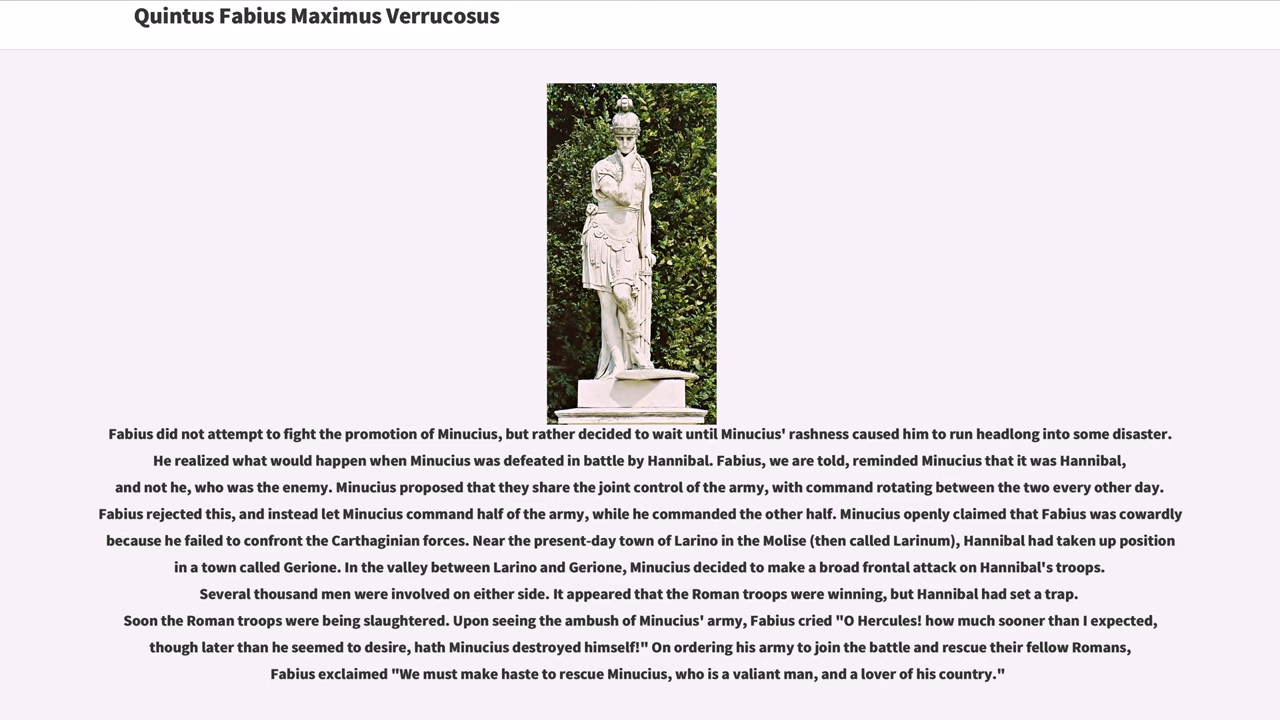 Quintus Fabius Maximus Verrucosus
Fabius did not attempt to fight the promotion of Minucius, but rather decided to wait until Minucius' rashness caused him to run headlong into some disaster.
He realized what would happen when Minucius was defeated in battle by Hannibal. Fabius, we are told, reminded Minucius that it was Hannibal,
and not he, who was the enemy. Minucius proposed that they share the joint control of the army, with command rotating between the two every other day.
Fabius rejected this, and instead let Minucius command half of the army, while he commanded the other half. Minucius openly claimed that Fabius was cowardly
because he failed to confront the Carthaginian forces. Near the present-day town of Larino in the Molise (then called Larinum), Hannibal had taken up position
in a town called Gerione. In the valley between Larino and Gerione, Minucius decided to make a broad frontal attack on Hannibal's troops.
Several thousand men were involved on either side. It appeared that the Roman troops were winning, but Hannibal had set a trap.
Soon the Roman troops were being slaughtered. Upon seeing the ambush of Minucius' army, Fabius cried "O Hercules! how much sooner than I expected,
though later than he seemed to desire, hath Minucius destroyed himself!" On ordering his army to join the battle and rescue their fellow Romans,
Fabius exclaimed "We must make haste to rescue Minucius, who is a valiant man, and a lover of his country."